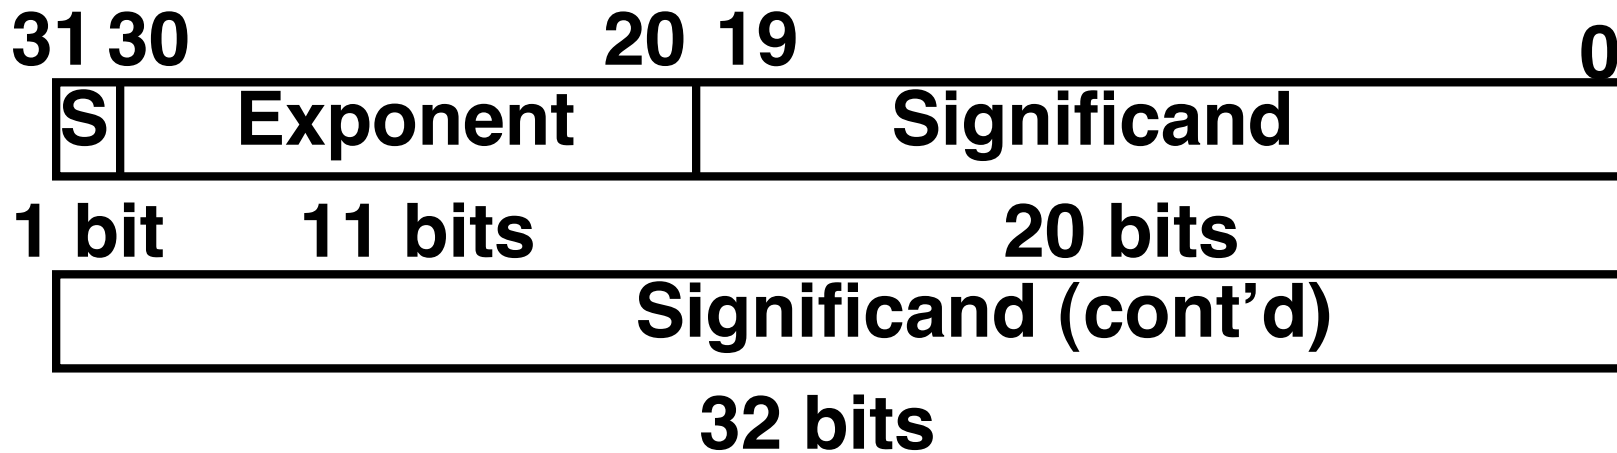 31 30 20 19 0
S Exponent Significand
1 bit 11 bits 20 bits
Significand (cont’d)
32 bits